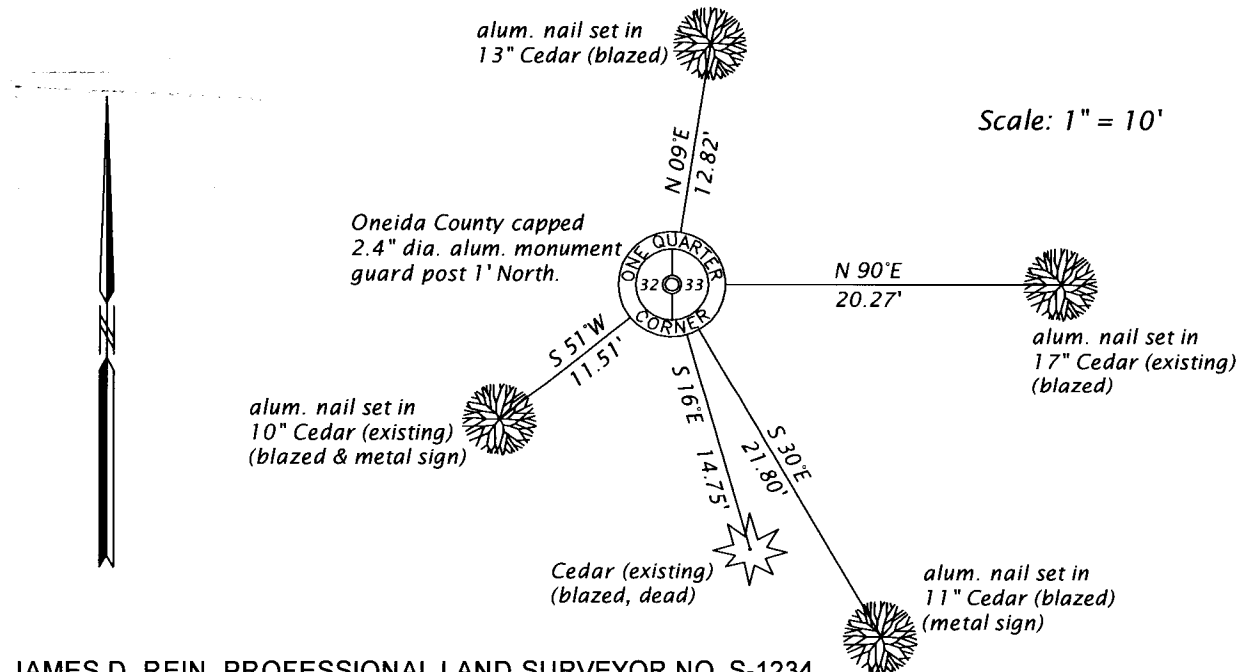 alum. nail set in
13" Cedar (blazed)
Scale: 1" = 10'
N 09°E
12.82'
Oneida County capped
2.4" dia. alum. monument
guard post 1' North.
ONE QUARTER
32 33
CORNER
N 90°E
20.27'
alum. nail set in
17" Cedar (existing)
(blazed)
S 51°W
11.51'
alum. nail set in
10" Cedar (existing)
(blazed & metal sign)
S 16°E 14.75'
S 30°E
21.80'
Cedar (existing)
(blazed, dead)
alum. nail set in
11" Cedar (blazed)
(metal sign)
JAMES D. REIN, PROFESSIONAL LAND SURVEYOR NO. S-1234